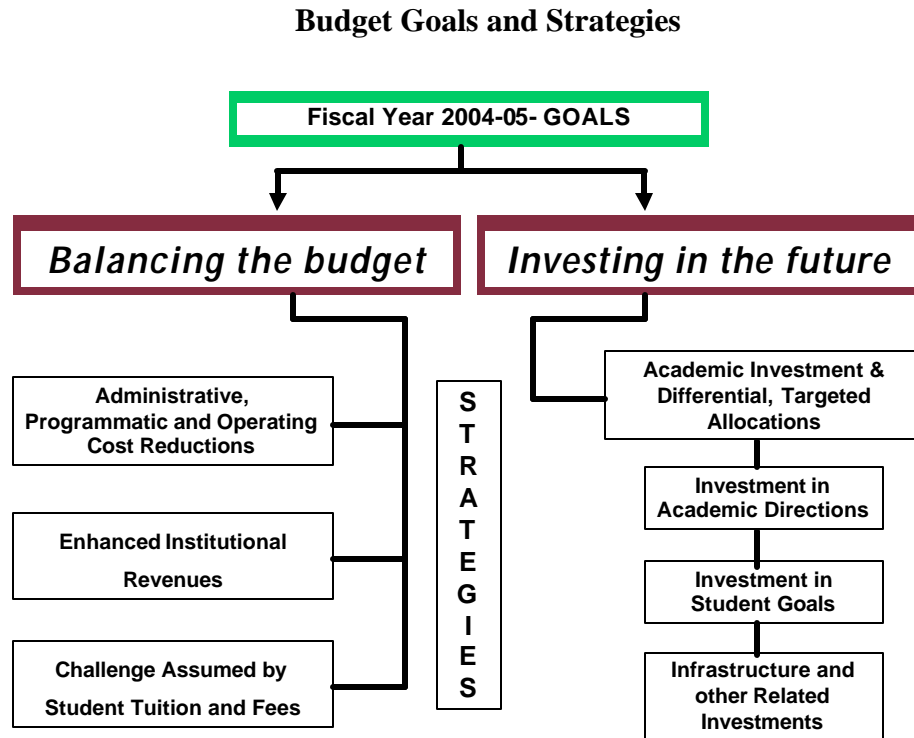 Budget Goals and Strategies
Fiscal Year 2004-05- GOALS
Balancing the budget
Investing in the future
Administrative,
Programmatic and Operating
Cost Reductions
Enhanced Institutional
Revenues
Challenge Assumed by
Student Tuition and Fees
S
T
R
A
T
E
G
I
E
S
Academic Investment &
Differential, Targeted
Allocations
Investment in
Academic Directions
Investment in
Student Goals
Infrastructure and
other Related
Investments